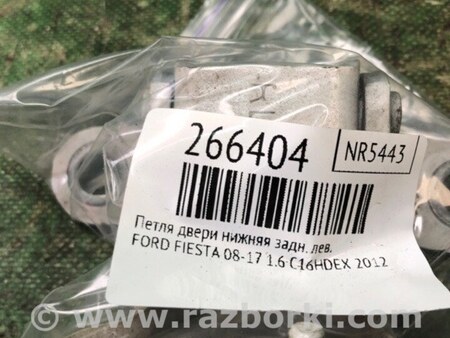 266404
NR5443
Петля двери нижняя задн. лев.
FORD FIESTA 08-17 1.6 C16HDEX 2012
© www.razborki.com